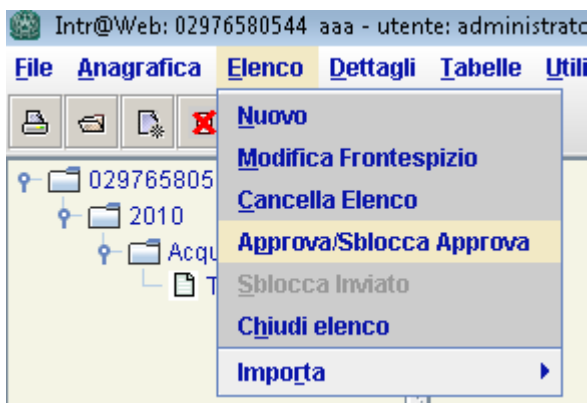 Intr@Web: 02976580544 aaa - utente: administrato
File Anagrafica Elenco Dettagli Tabelle Utili
Nuovo
Modifica Frontespizio
029765805
Cancella Elenco
2010
Approva/Sblocca Approva
Acqu
Sblocca Inviato
T
Chiudi elenco
Importa